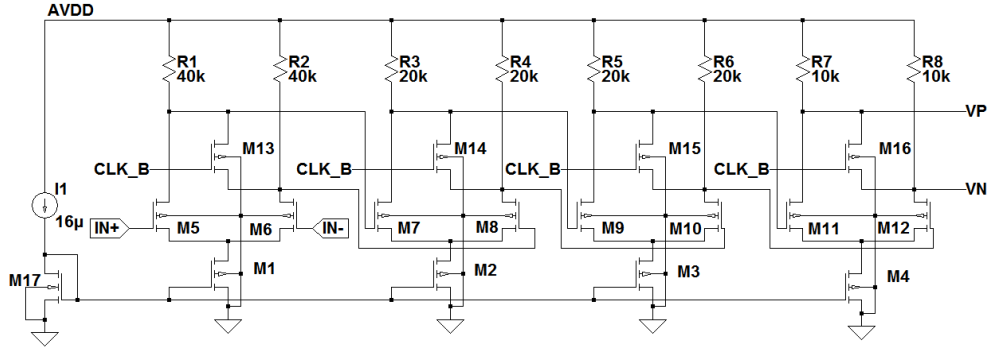 AVDD
R1 R2 R3 R4 R5 R6 R7 R8
40k 40k 20k 20k 20k 20k 10k 10k
VP
M13 M14 M15 M16
CLK_B CLK_B CLK_B CLK_B
I1 VN
16µ IN+ M5 M6 IN- M7 M8 M9 M10 M11 M12
M17 M1 M2 M3 M4